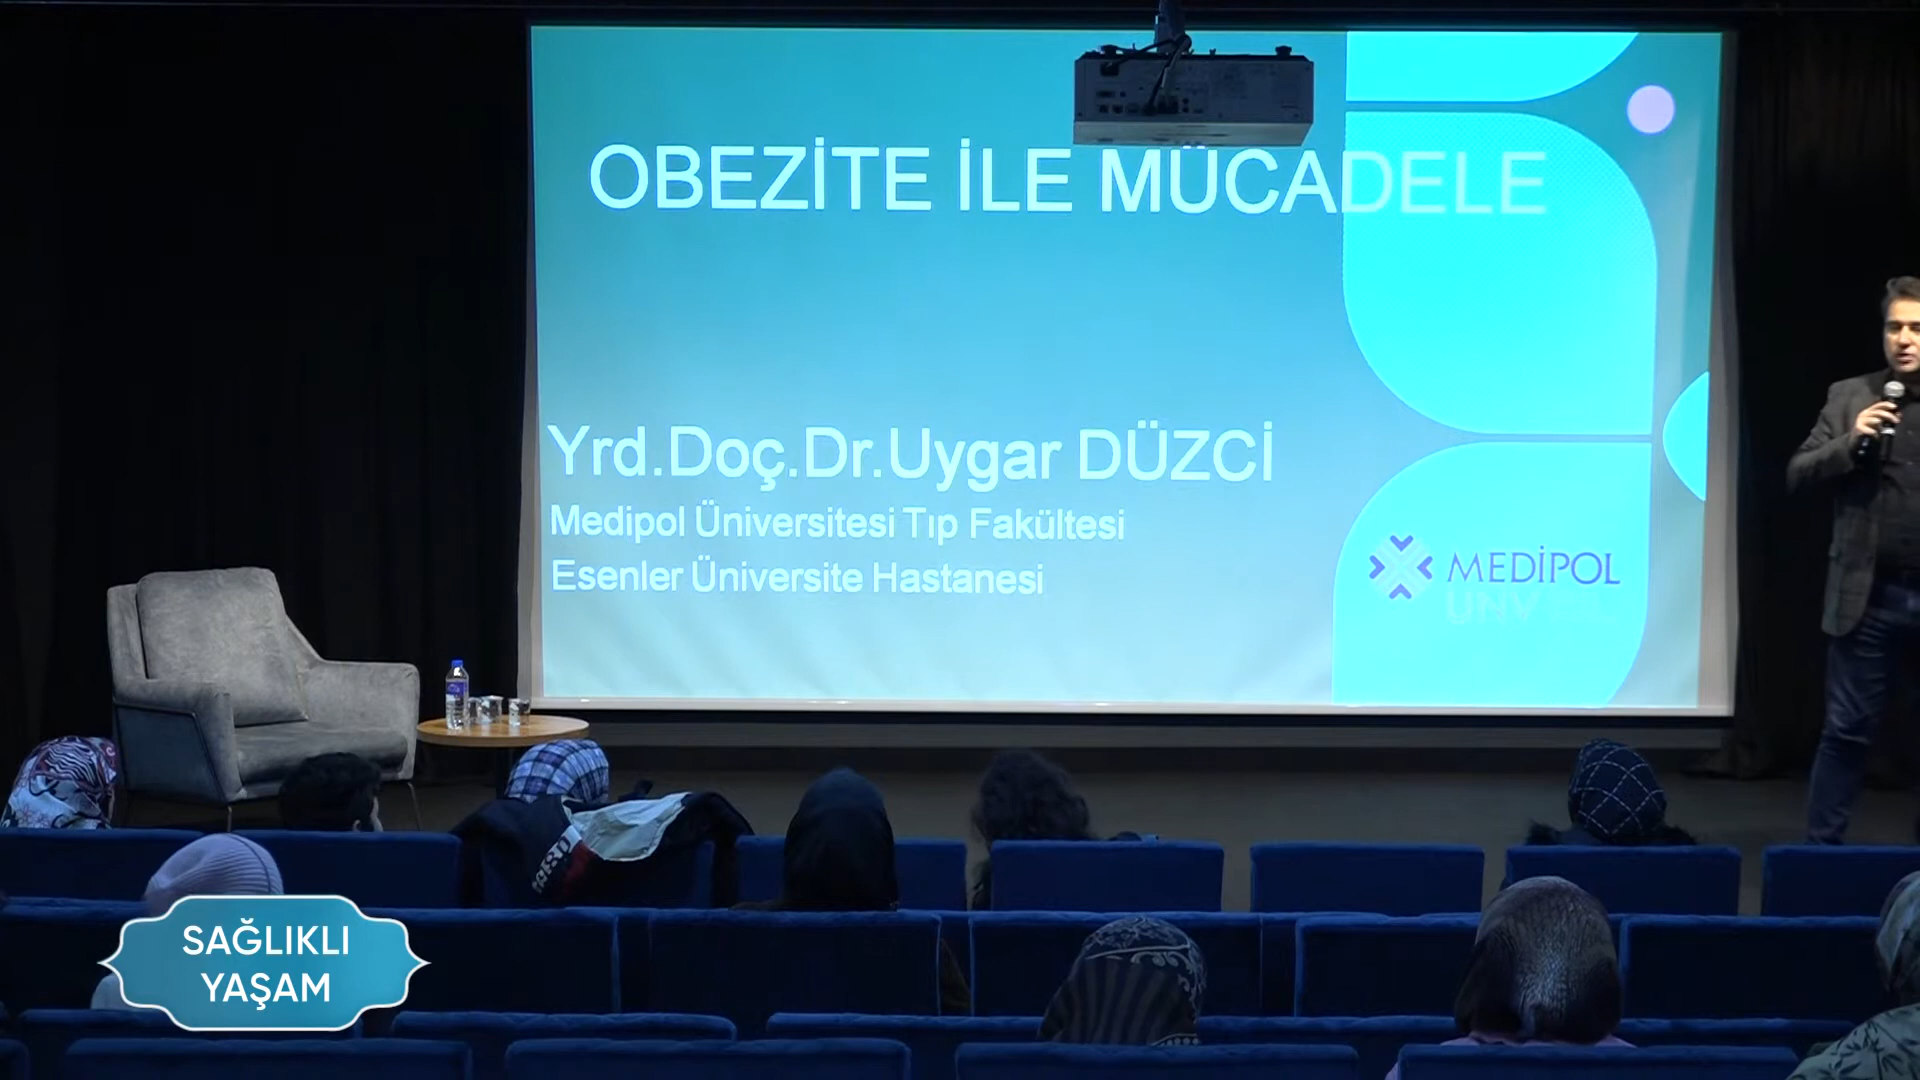 OBEZİTE İLE MÜCADELE
Yrd.Doç.Dr.Uygar DÜZCİ
Medipol Üniversitesi Tıp Fakültesi
Esenler Üniversite Hastanesi
MEDİPOL
SAĞLIKLI
YAŞAM